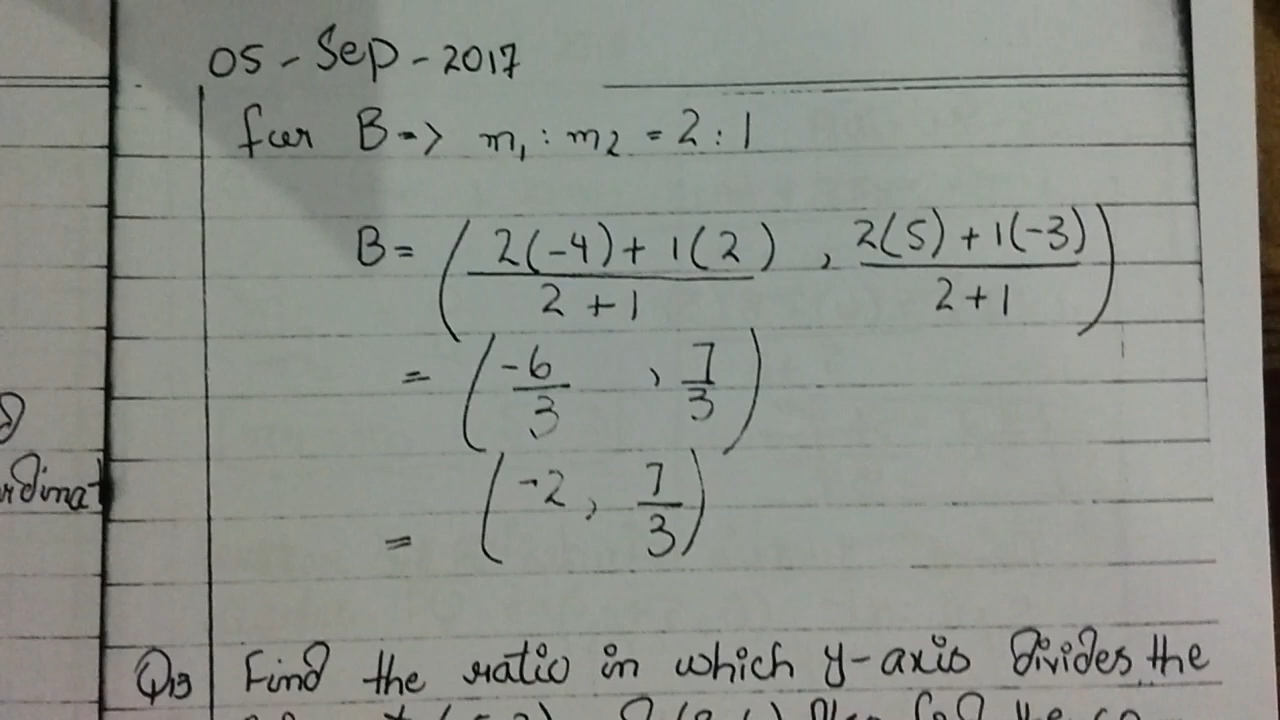 05-Sep-2017
for B=> m₁ : m2 = 2 : 1
B= ( 2(-4)+1(2) / 2+1 , 2(5)+1(-3) / 2+1 )
= ( -6/3 , 7/3 )
= ( -2, 7/3 )
Q13 Find the ratio in which y-axis divides the